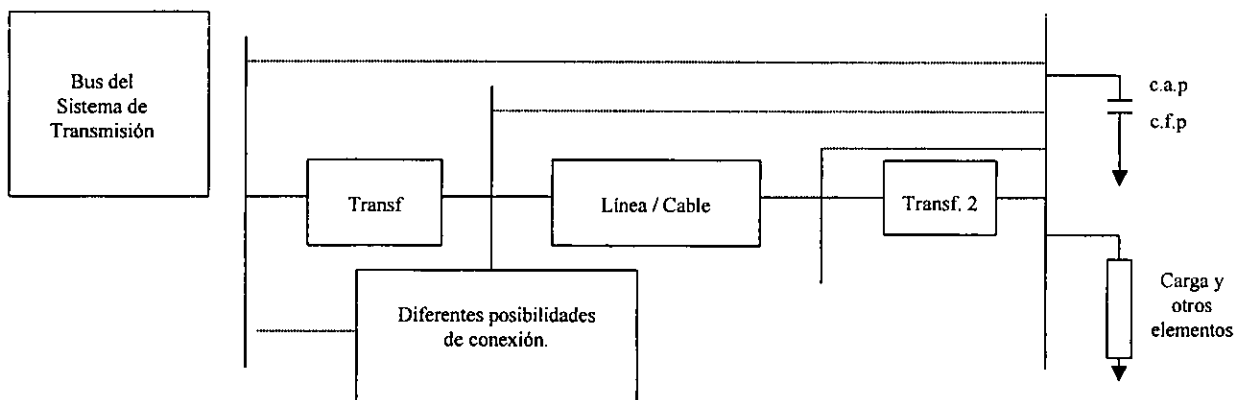 Bus del
Sistema de
Transmisión
c.a.p
c.f.p
Transf
Línea / Cable
Transf. 2
Diferentes posibilidades
de conexión.
Carga y
otros
elementos